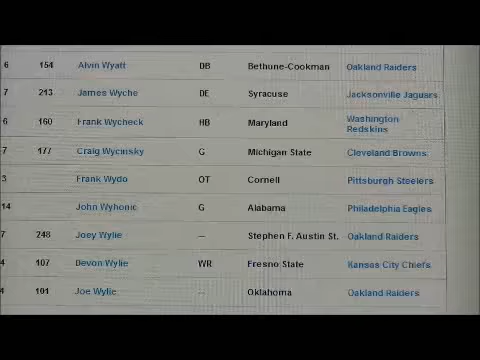 6 154 Alvin Wyatt DB Bethune-Cookman Oakland Raiders
7 213 James Wyche DE Syracuse Jacksonville Jaguars
6 160 Frank Wycheck HB Maryland Washington Redskins
7 177 Craig Wycinsky G Michigan State Cleveland Browns
3 Frank Wydo OT Cornell Pittsburgh Steelers
14 John Wyhonic G Alabama Philadelphia Eagles
7 248 Joey Wylie -- Stephen F. Austin St. Oakland Raiders
4 107 Devon Wylie WR Fresno State Kansas City Chiefs
4 101 Joe Wylie -- Oklahoma Oakland Raiders